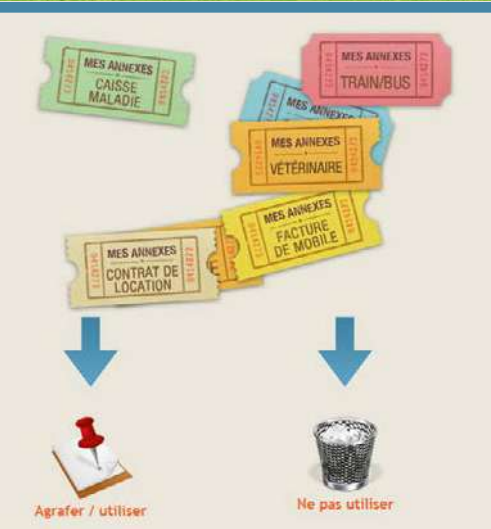 MES ANNEXES
CAISSE
MALADIE
MES ANNEXES
TRAIN/BUS
MES ANNEXES
MES ANNEXES
VÉTÉRINAIRE
MES ANNEXES
FACTURE
DE MOBILE
MES ANNEXES
CONTRAT DE
LOCATION
Agrafer / utiliser
Ne pas utiliser